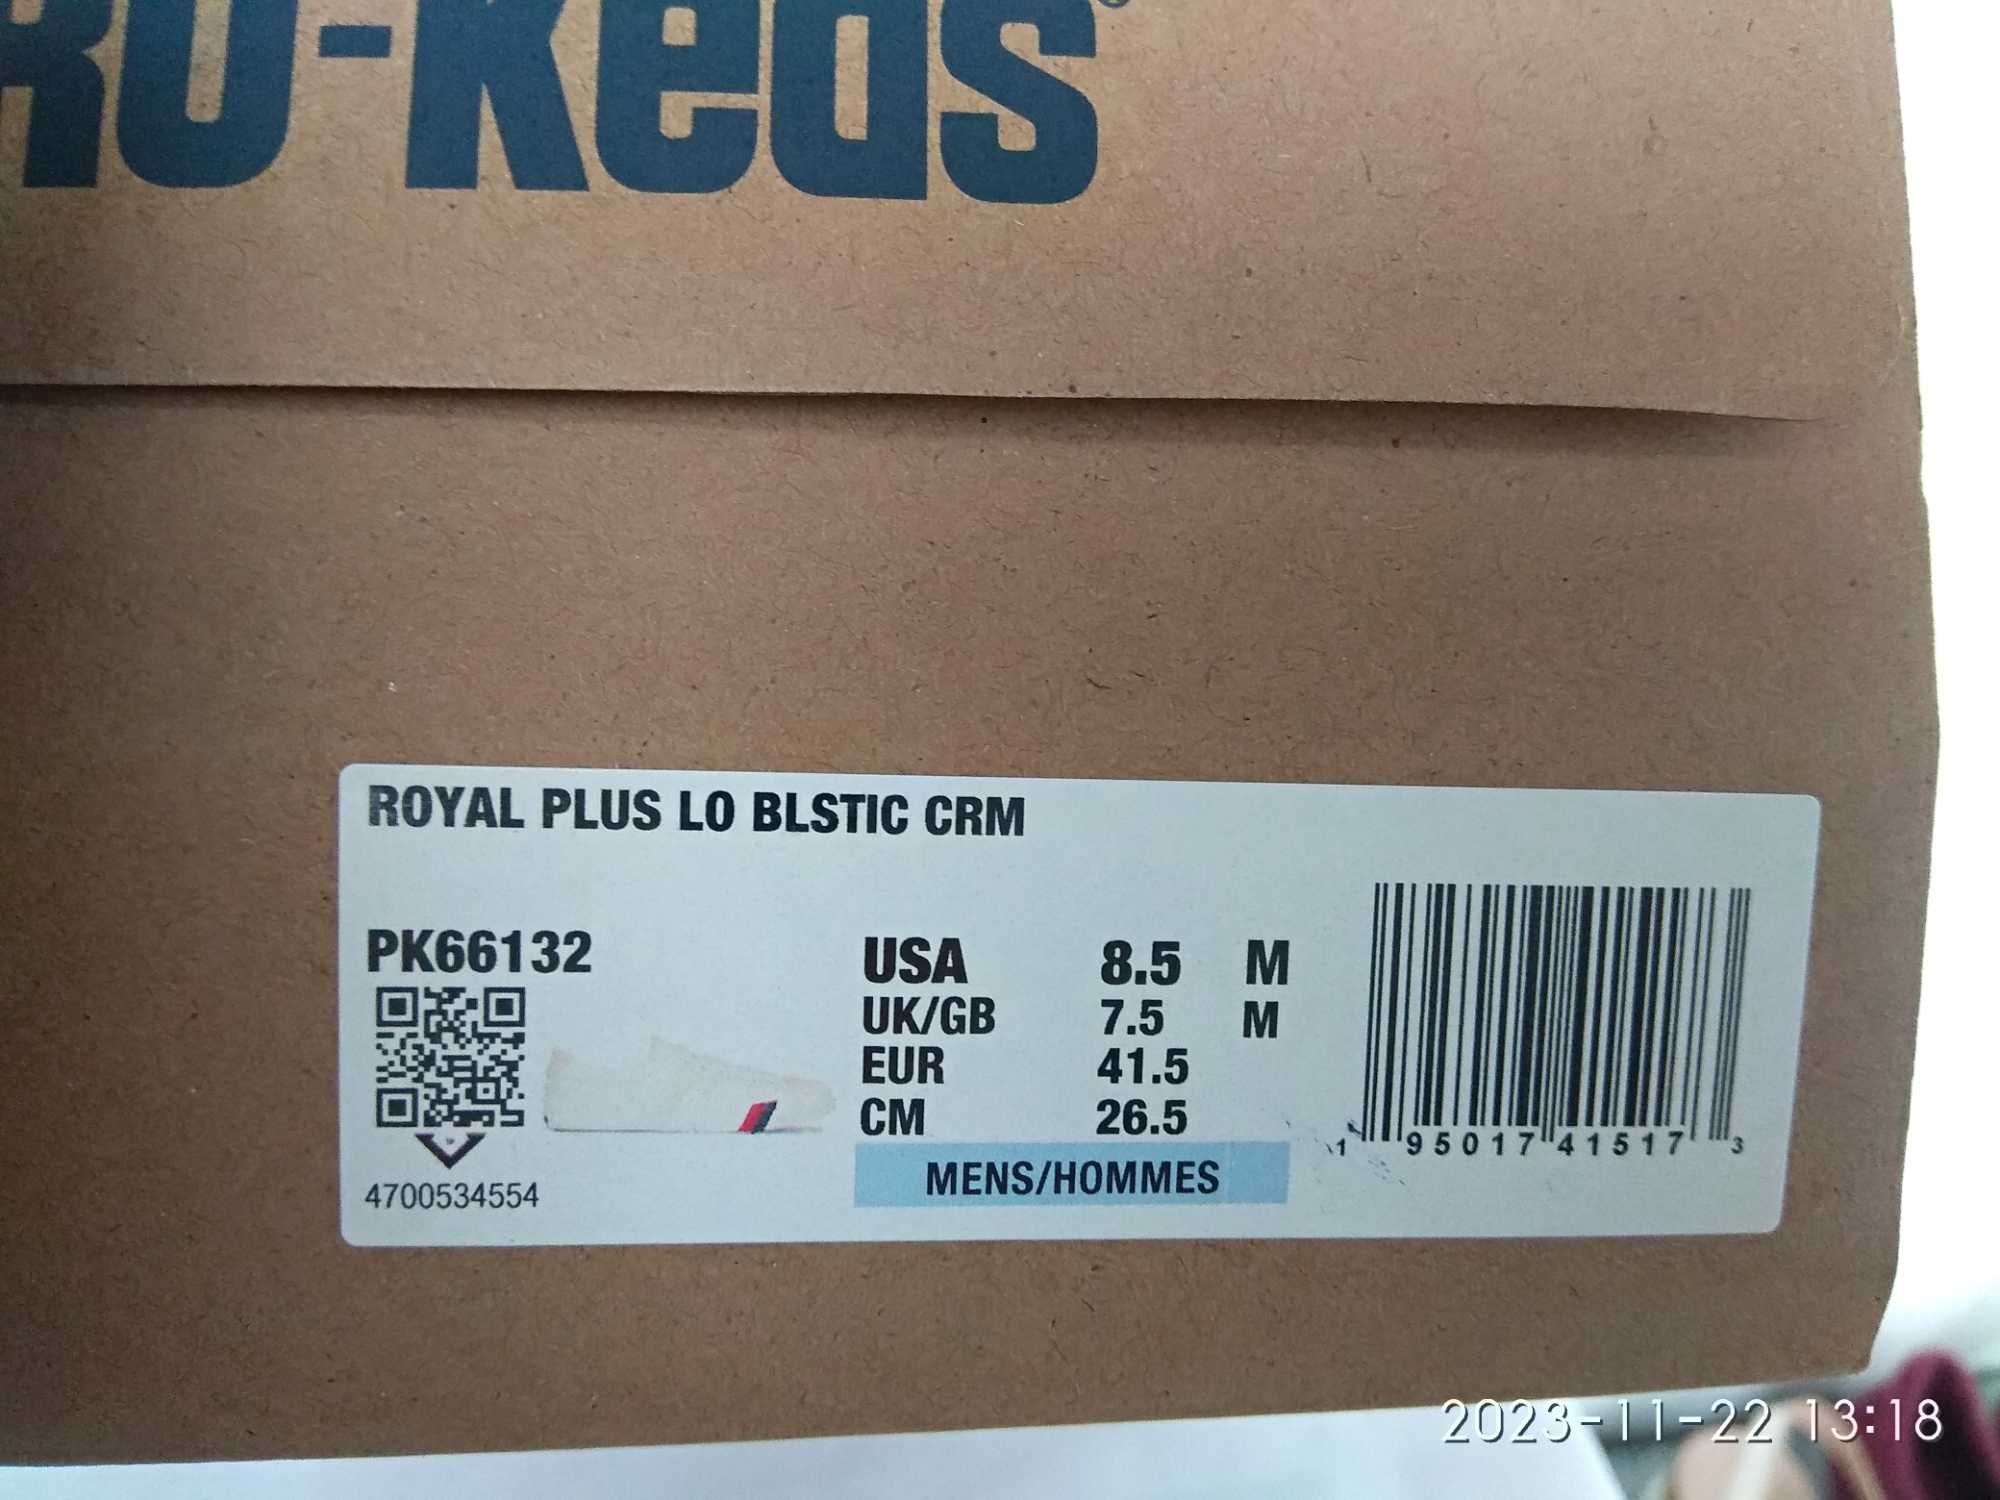 RO-Keds®
ROYAL PLUS LO BLSTIC CRM
PK66132
USA 8.5 M
UK/GB 7.5 M
EUR 41.5
CM 26.5
MENS/HOMMES
4700534554
1 95017 41517 3
2023-11-22 13:18